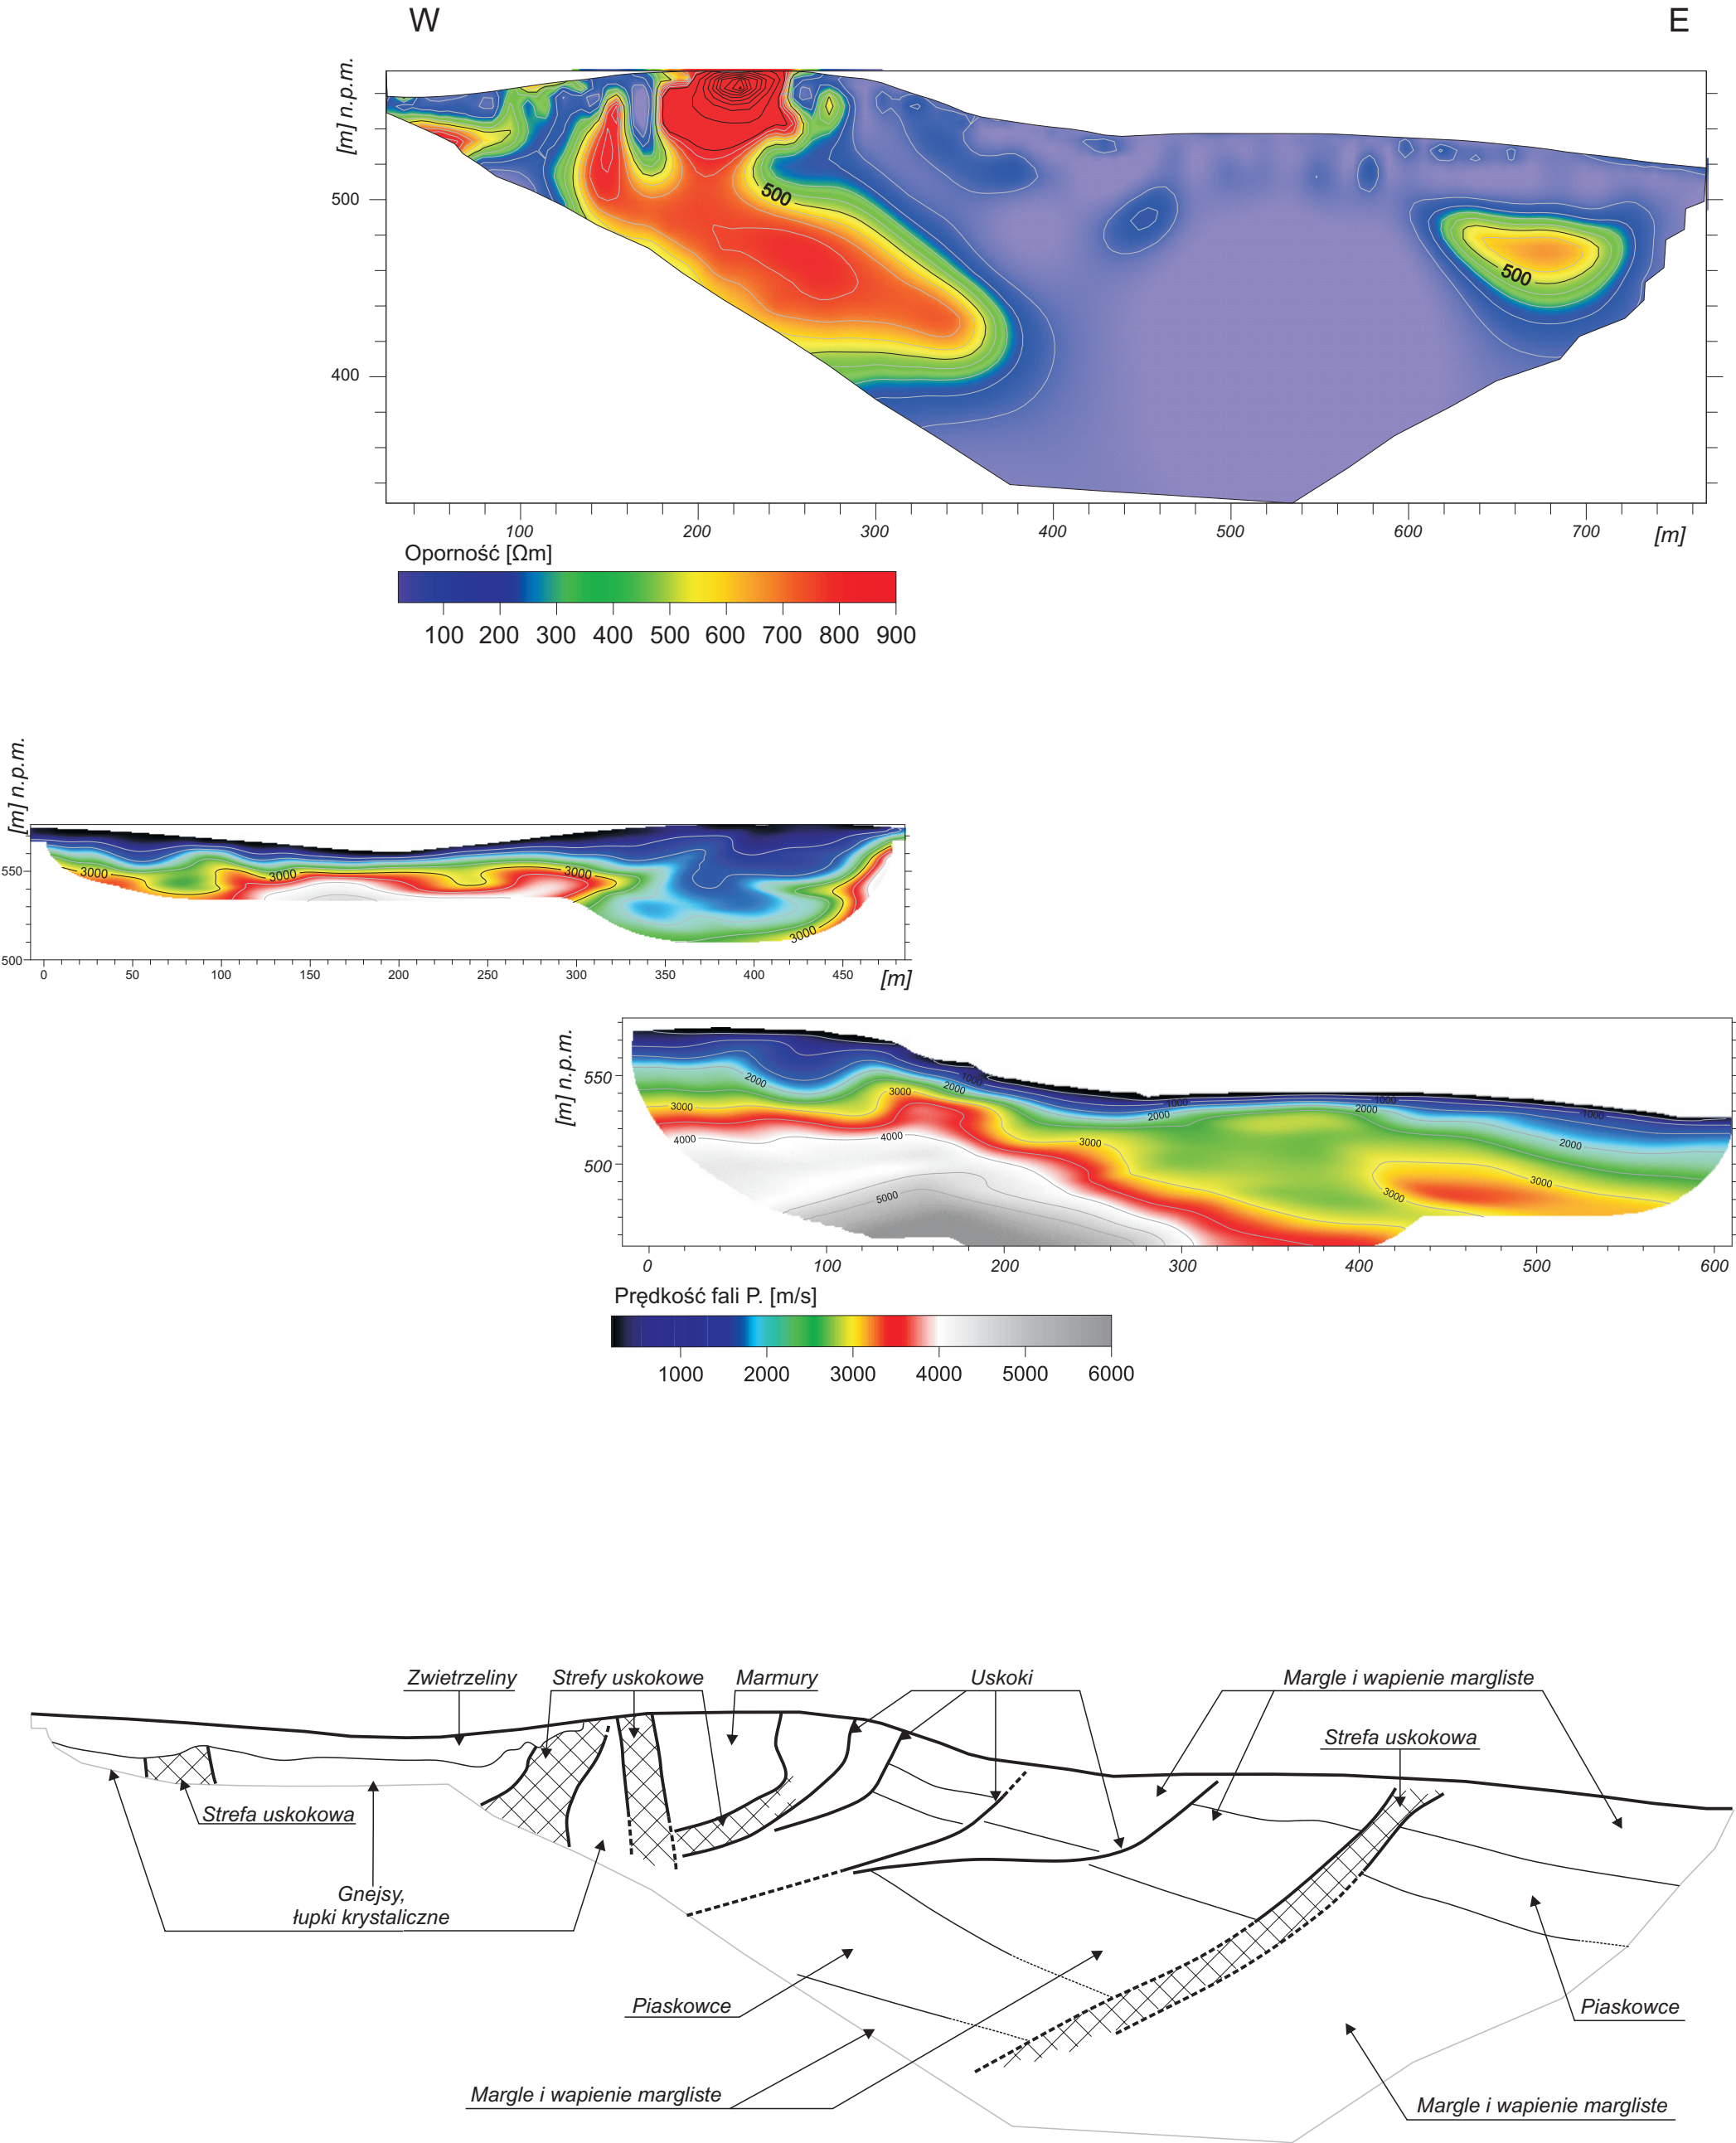 W
E
[m] n.p.m.
500
400
500
500
100
200
300
400
500
600
700
[m]
Oporność [Ωm]
100 200 300 400 500 600 700 800 900
[m] n.p.m.
550
500
3000
3000
3000
3000
0
50
100
150
200
250
300
350
400
450
[m]
[m] n.p.m.
550
500
2000
1000
2000
3000
3000
4000
4000
5000
3000
1000
2000
1000
2000
1000
2000
3000
3000
0
100
200
300
400
500
600
Prędkość fali P. [m/s]
1000 2000 3000 4000 5000 6000
Zwietrzeliny
Strefy uskokowe
Marmury
Uskoki
Margle i wapienie margliste
Strefa uskokowa
Strefa uskokowa
Gnejsy,
łupki krystaliczne
Piaskowce
Piaskowce
Margle i wapienie margliste
Margle i wapienie margliste